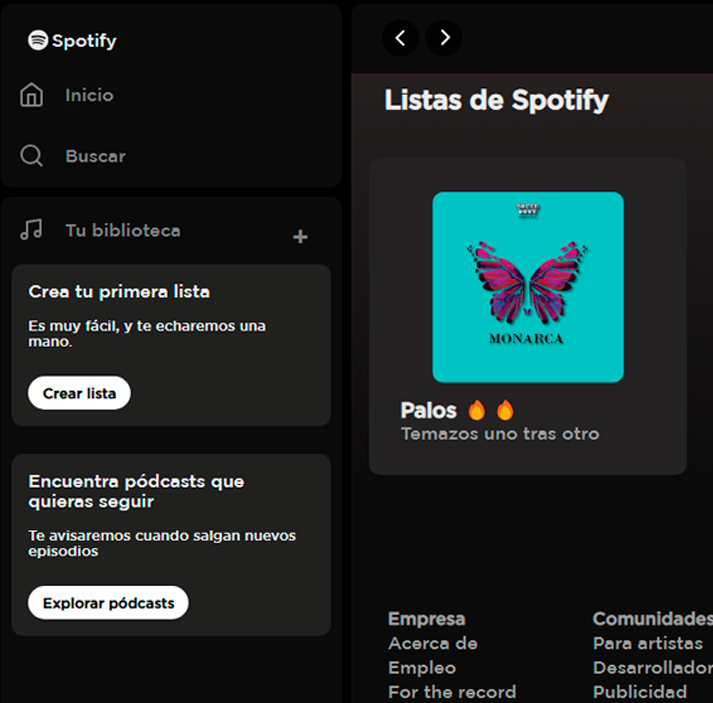 Spotify
Inicio
Buscar
Tu biblioteca
+
Crea tu primera lista
Es muy fácil, y te echaremos una
mano.
Crear lista
Encuentra pódcasts que
quieras seguir
Te avisaremos cuando salgan nuevos
episodios
Explorar pódcasts
Listas de Spotify
MONARCA
Palos 🔥 🔥
Temazos uno tras otro
Empresa
Acerca de
Empleo
For the record
Comunidades
Para artistas
Desarrollador
Publicidad